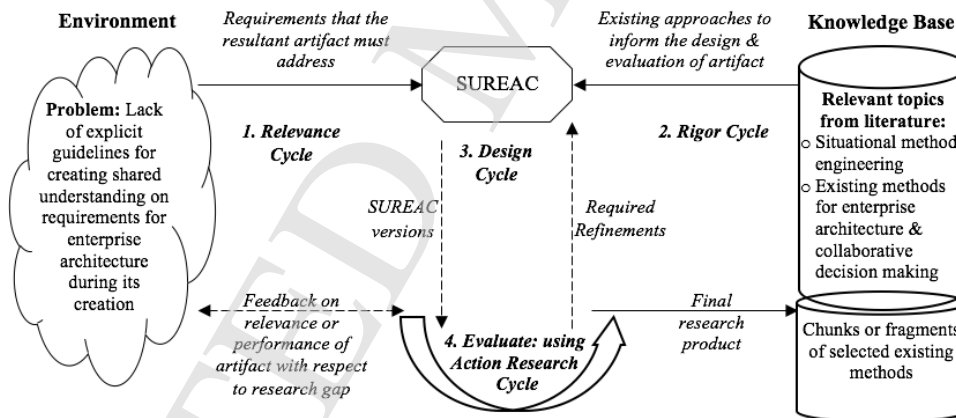 Environment
Requirements that the
resultant artifact must
address
Existing approaches to
inform the design &
evaluation of artifact
Knowledge Base
SUREAC
Problem: Lack
of explicit
guidelines for
creating shared
understanding on
requirements for
enterprise
architecture
during its
creation
1. Relevance
Cycle
3. Design
Cycle
2. Rigor Cycle
Relevant topics
from literature:
o Situational method
engineering
o Existing methods
for enterprise
architecture &
collaborative
decision making
SUREAC
versions
Required
Refinements
Feedback on
relevance or
performance of
artifact with respect
to research gap
4. Evaluate: using
Action Research
Cycle
Final
research
product
Chunks or fragments
of selected existing
methods